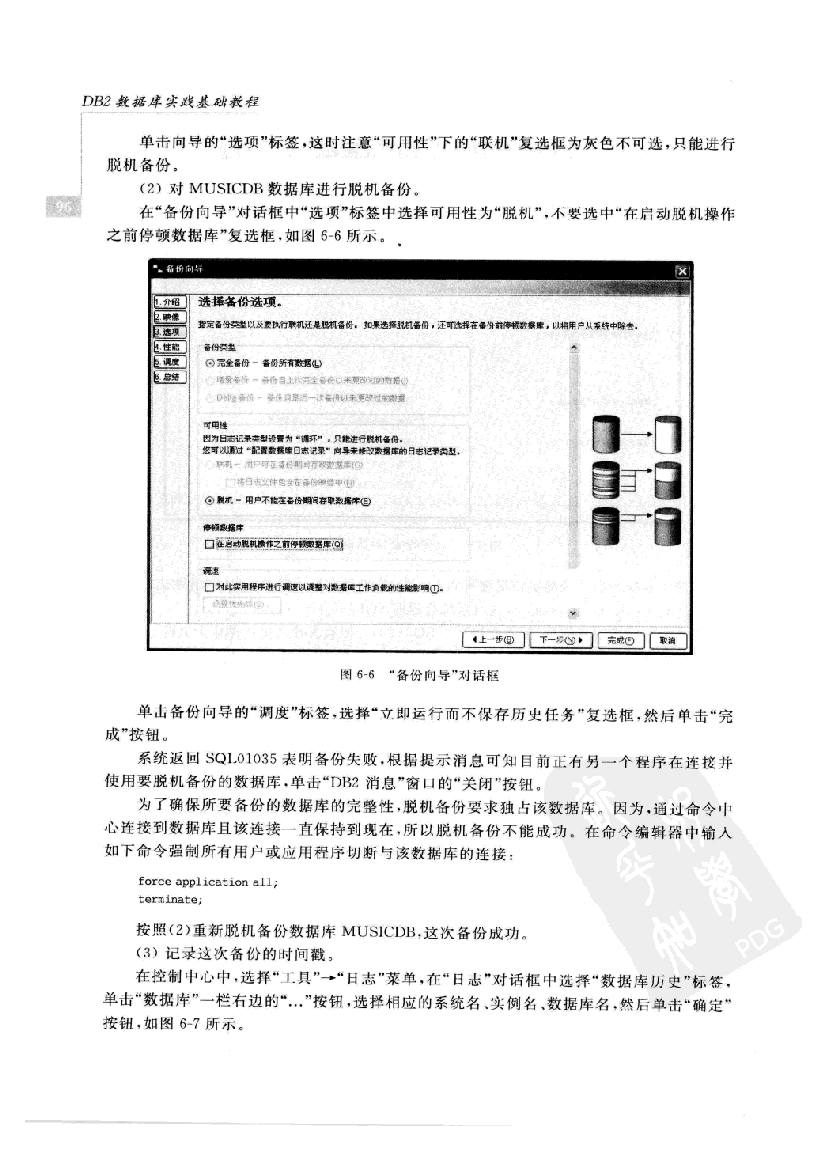 DB2 数据库实践基础教程
单击向导的“选项”标签,这时注意“可用性”下的“联机”复选框为灰色不可选,只能进行
脱机备份。
(2) 对 MUSICDB 数据库进行脱机备份。
96
在“备份向导”对话框中“选项”标签中选择可用性为“脱机”,不要选中“在启动脱机操作
之前停顿数据库”复选框,如图 6-6 所示。
备份向导
1. 介绍
2. 映像
3. 选项
4. 性能
5. 调度
6. 总结
选择备份选项。
指定备份类型以及要执行联机还是脱机备份。如果选择脱机备份,还可选择在备份前停顿数据库,以将用户从系统中除去。
备份类型
完全备份 - 备份所有数据(L)
增量备份 - 备份自上次完全备份以来更改过的数据
Delta 备份 - 备份自最近一次备份以来更改过的数据
可用性
因为日志记录类型设置为“循环”,只能进行脱机备份。
您可以通过“配置数据库日志记录”向导来修改数据库的日志记录类型。
联机 - 用户可在备份期间存取数据库(O)
将日志文件包含在备份映像中
脱机 - 用户不能在备份期间存取数据库(E)
停顿数据库
在启动脱机操作之前停顿数据库(Q)
调速
对此实用程序进行调速以调整对数据库工作负载的性能影响(T)。
上一步(B) 下一步(N) 完成(F) 取消
图 6-6 “备份向导”对话框
单击备份向导的“调度”标签,选择“立即运行而不保存历史任务”复选框,然后单击“完
成”按钮。
系统返回 SQL01035 表明备份失败,根据提示消息可知目前正有另一个程序在连接并
使用要脱机备份的数据库,单击“DB2 消息”窗口的“关闭”按钮。
为了确保所要备份的数据库的完整性,脱机备份要求独占该数据库。因为,通过命令中
心连接到数据库且该连接一直保持到现在,所以脱机备份不能成功。在命令编辑器中输入
如下命令强制所有用户或应用程序切断与该数据库的连接:
force application all;
terminate;
按照(2)重新脱机备份数据库 MUSICDB,这次备份成功。
(3) 记录这次备份的时间戳。
在控制中心中,选择“工具”→“日志”菜单,在“日志”对话框中选择“数据库历史”标签,
单击“数据库”一栏右边的“…”按钮,选择相应的系统名、实例名、数据库名,然后单击“确定”
按钮,如图 6-7 所示。
PDG